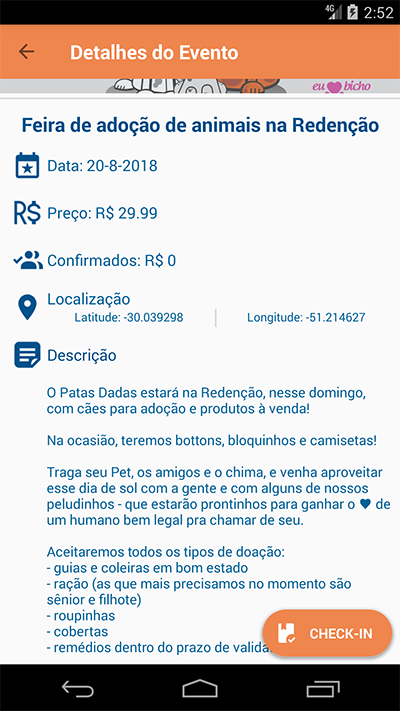 4G 2:52
Detalhes do Evento
eu bicho
Feira de adoção de animais na Redenção
Data: 20-8-2018
R$ Preço: R$ 29.99
Confirmados: R$ 0
Localização
Latitude: -30.039298 Longitude: -51.214627
Descrição
O Patas Dadas estará na Redenção, nesse domingo,
com cães para adoção e produtos à venda!
Na ocasião, teremos bottons, bloquinhos e camisetas!
Traga seu Pet, os amigos e o chima, e venha aproveitar
esse dia de sol com a gente e com alguns de nossos
peludinhos - que estarão prontinhos para ganhar o ♥ de
um humano bem legal pra chamar de seu.
Aceitaremos todos os tipos de doação:
- guias e coleiras em bom estado
- ração (as que mais precisamos no momento são
sênior e filhote)
- roupinhas
- cobertas
- remédios dentro do prazo de valida
CHECK-IN